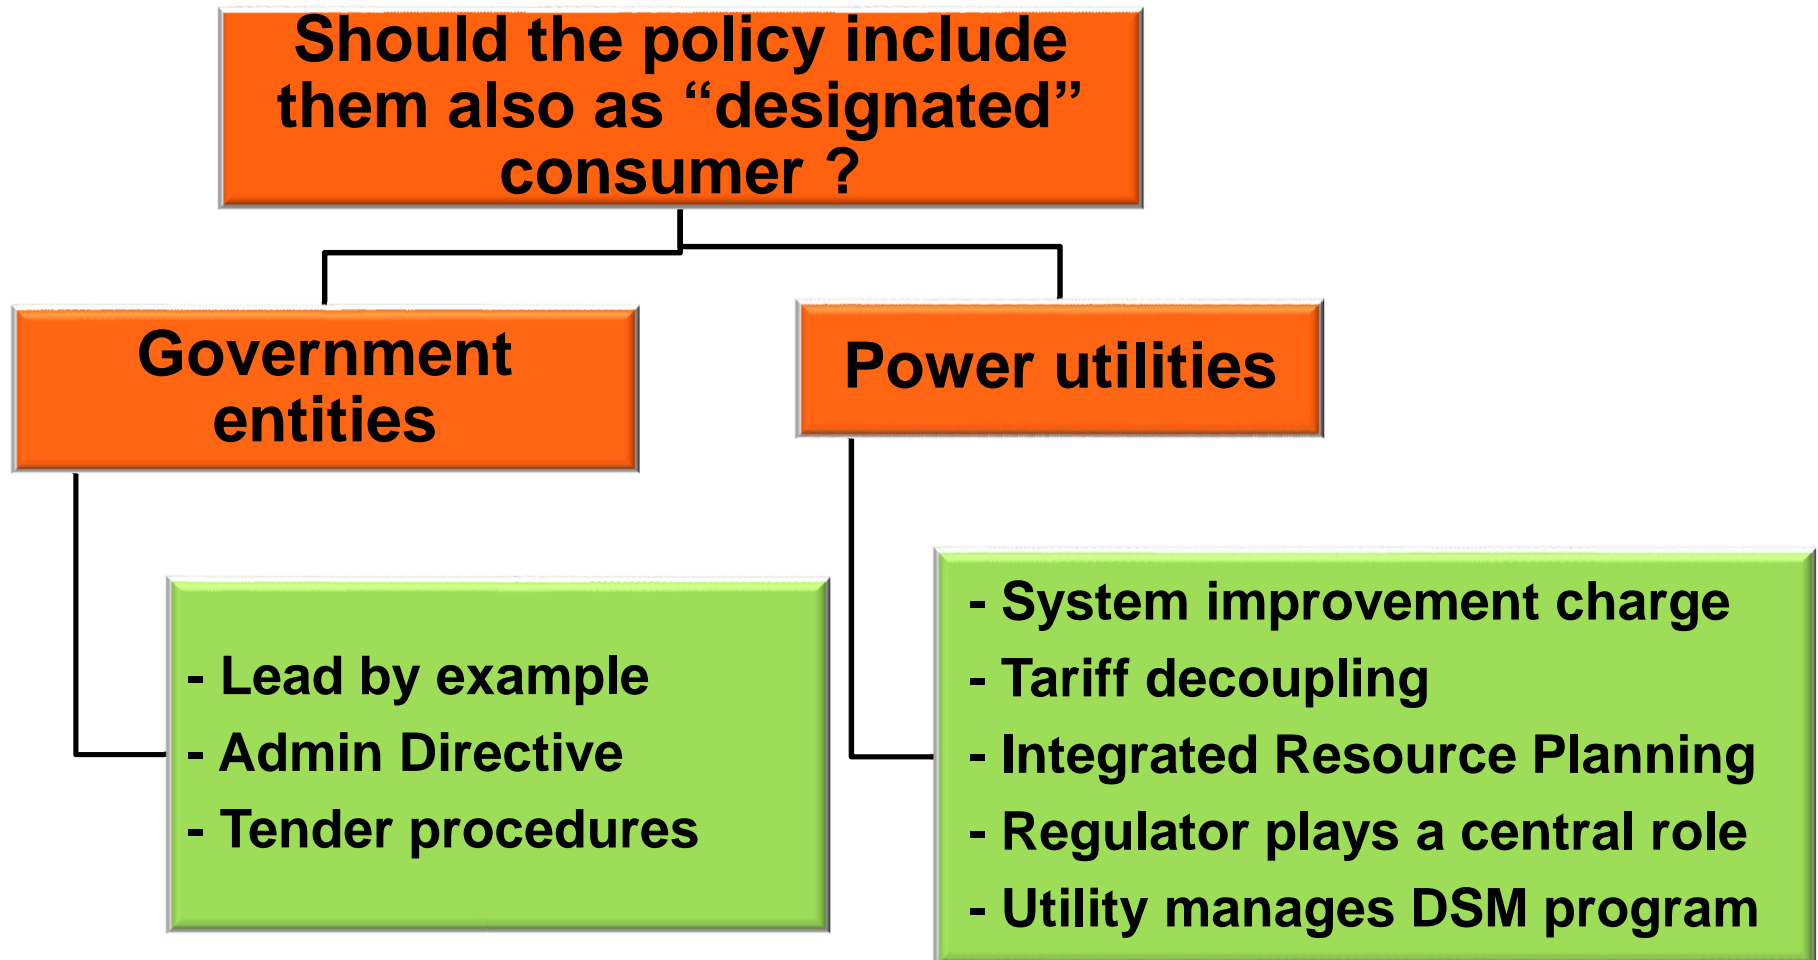 Should the policy include
them also as “designated”
consumer ?
Government
entities
Power utilities
- Lead by example
- Admin Directive
- Tender procedures
- System improvement charge
- Tariff decoupling
- Integrated Resource Planning
- Regulator plays a central role
- Utility manages DSM program